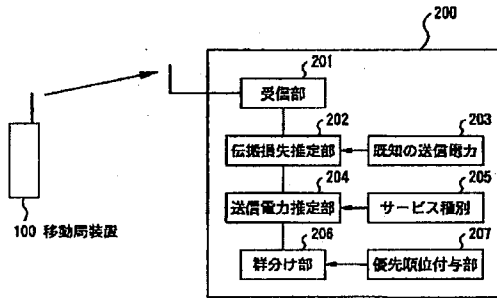 200
201
受信部
202
伝搬損失推定部
203
既知の送信電力
204
送信電力推定部
205
サービス種別
206
群分け部
207
優先順位付与部
100 移動局装置